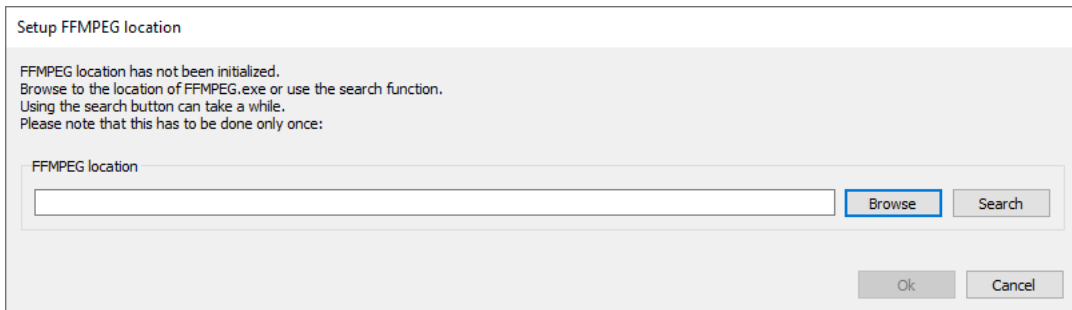 Setup FFMPEG location
FFMPEG location has not been initialized.
Browse to the location of FFMPEG.exe or use the search function.
Using the search button can take a while.
Please note that this has to be done only once:
FFMPEG location
Browse
Search
Ok
Cancel